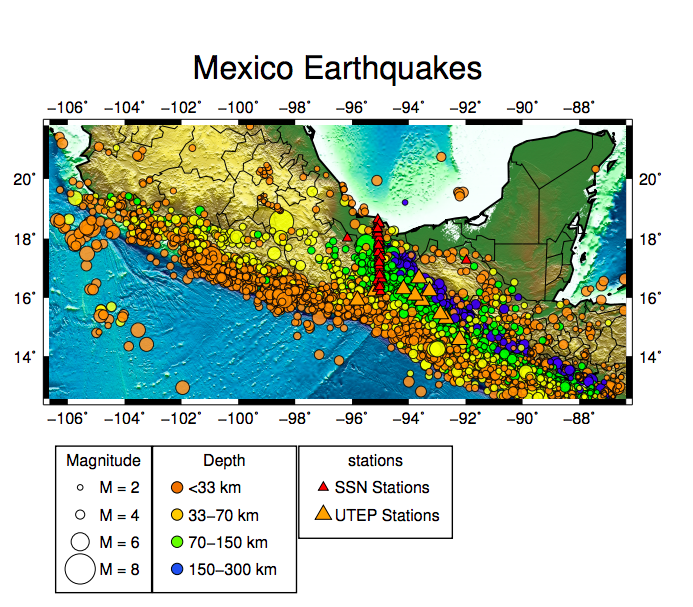 Mexico Earthquakes
−106˚ −104˚ −102˚ −100˚ −98˚ −96˚ −94˚ −92˚ −90˚ −88˚
20˚ 20˚
18˚ 18˚
16˚ 16˚
14˚ 14˚
−106˚ −104˚ −102˚ −100˚ −98˚ −96˚ −94˚ −92˚ −90˚ −88˚
Magnitude
M = 2
M = 4
M = 6
M = 8
Depth
<33 km
33−70 km
70−150 km
150−300 km
stations
SSN Stations
UTEP Stations